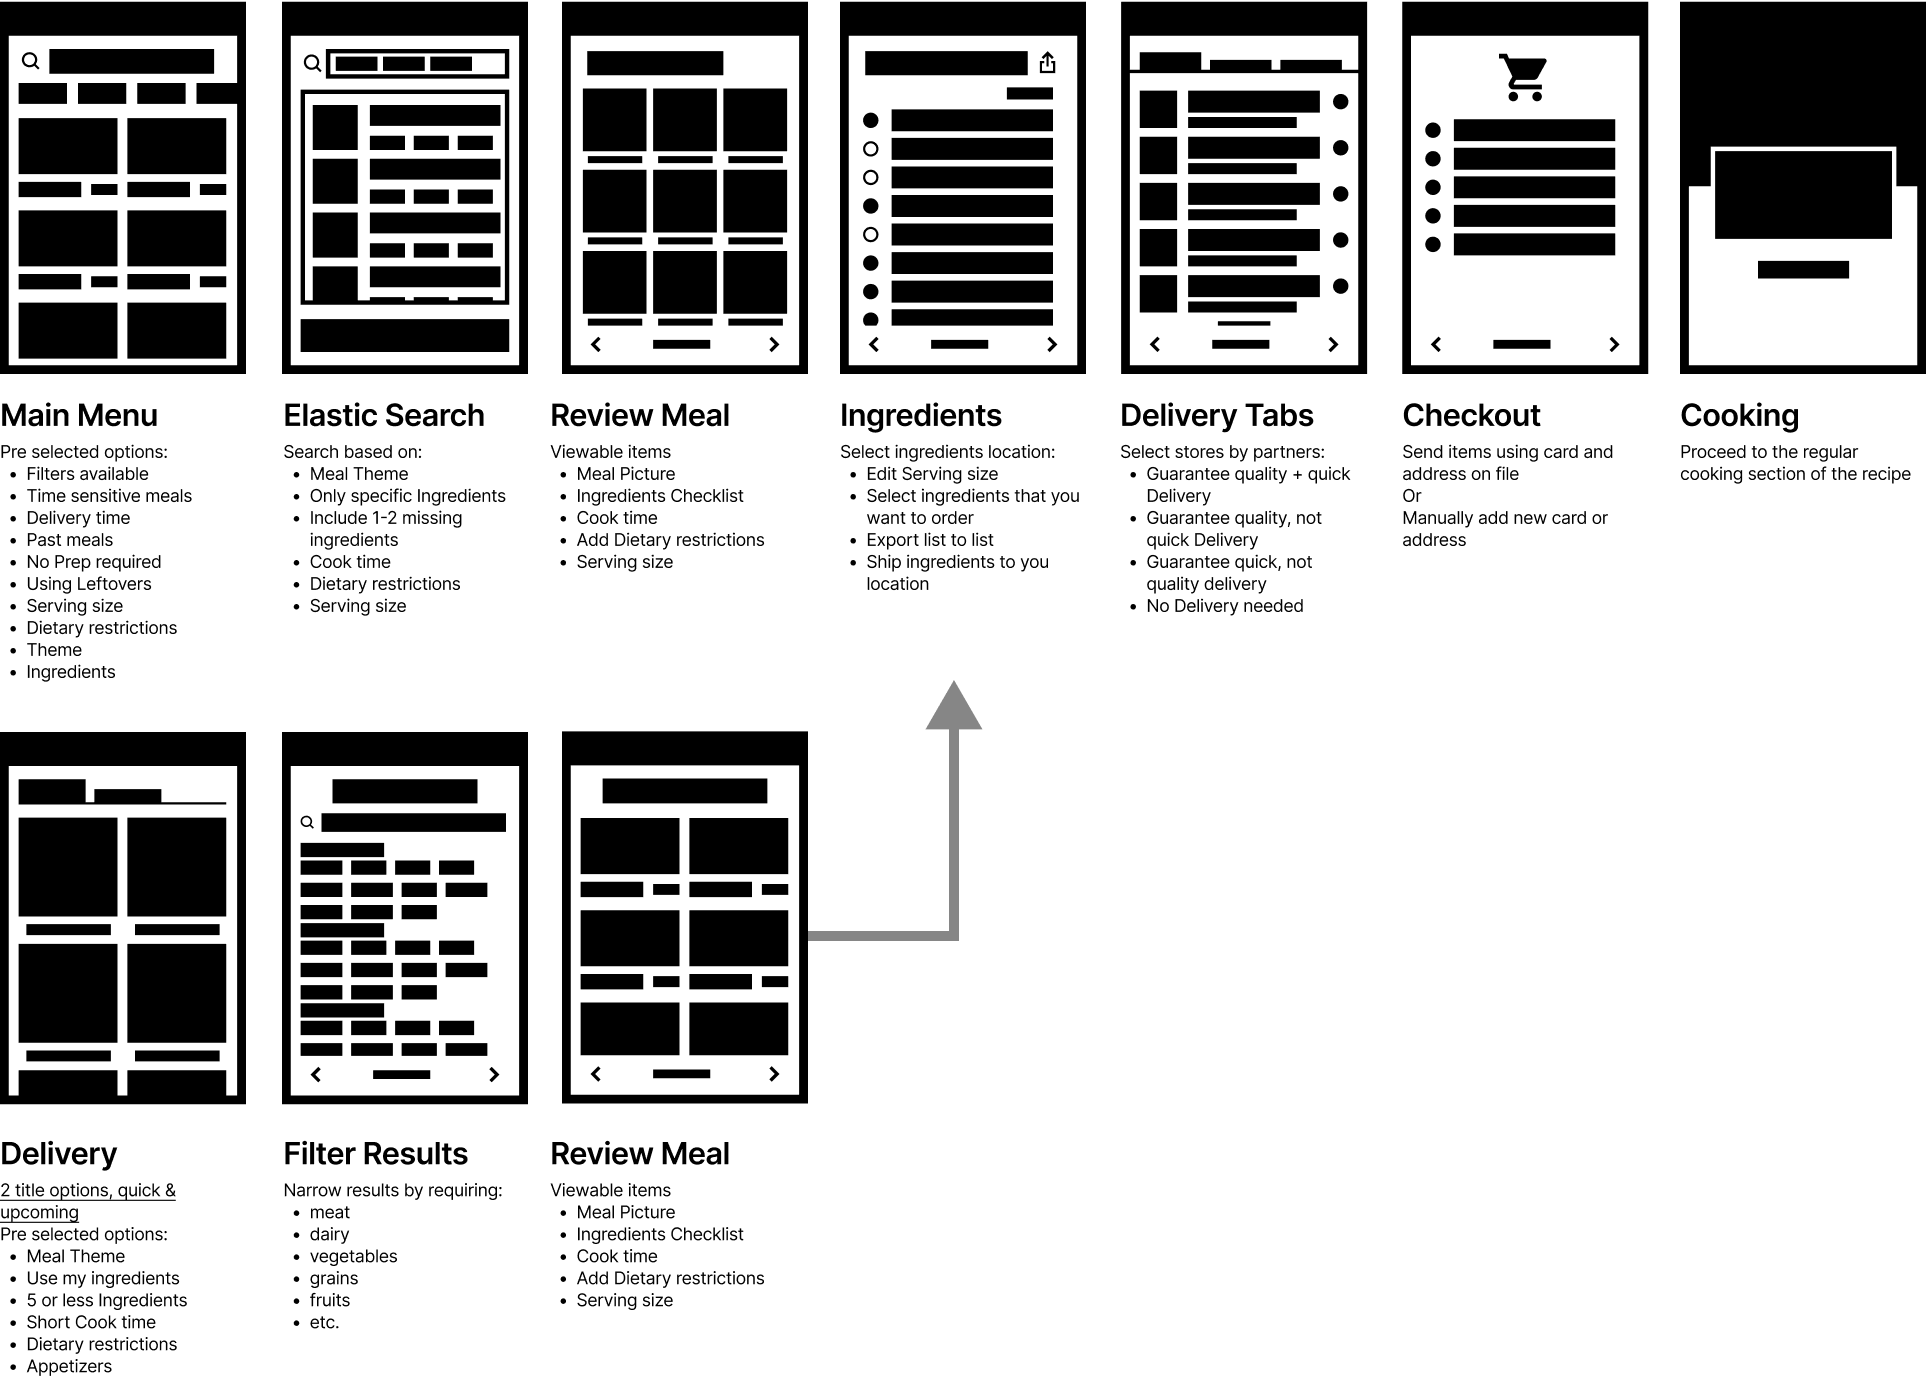 Main Menu
Pre selected options:
• Filters available
• Time sensitive meals
• Delivery time
• Past meals
• No Prep required
• Using Leftovers
• Serving size
• Dietary restrictions
• Theme
• Ingredients
Elastic Search
Search based on:
• Meal Theme
• Only specific Ingredients
• Include 1-2 missing
ingredients
• Cook time
• Dietary restrictions
• Serving size
Review Meal
Viewable items
• Meal Picture
• Ingredients Checklist
• Cook time
• Add Dietary restrictions
• Serving size
Ingredients
Select ingredients location:
• Edit Serving size
• Select ingredients that you
want to order
• Export list to list
• Ship ingredients to you
location
Delivery Tabs
Select stores by partners:
• Guarantee quality + quick
Delivery
• Guarantee quality, not
quick Delivery
• Guarantee quick, not
quality delivery
• No Delivery needed
Checkout
Send items using card and
address on file
Or
Manually add new card or
address
Cooking
Proceed to the regular
cooking section of the recipe
Delivery
2 title options, quick &
upcoming
Pre selected options:
• Meal Theme
• Use my ingredients
• 5 or less Ingredients
• Short Cook time
• Dietary restrictions
• Appetizers
Filter Results
Narrow results by requiring:
• meat
• dairy
• vegetables
• grains
• fruits
• etc.
Review Meal
Viewable items
• Meal Picture
• Ingredients Checklist
• Cook time
• Add Dietary restrictions
• Serving size